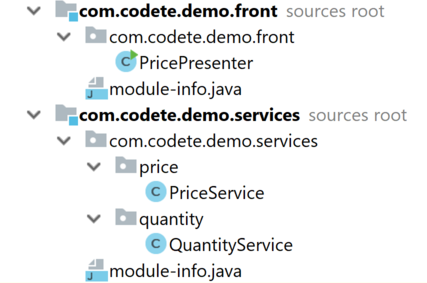 com.codete.demo.front sources root
com.codete.demo.front
PricePresenter
module-info.java
com.codete.demo.services sources root
com.codete.demo.services
price
PriceService
quantity
QuantityService
module-info.java